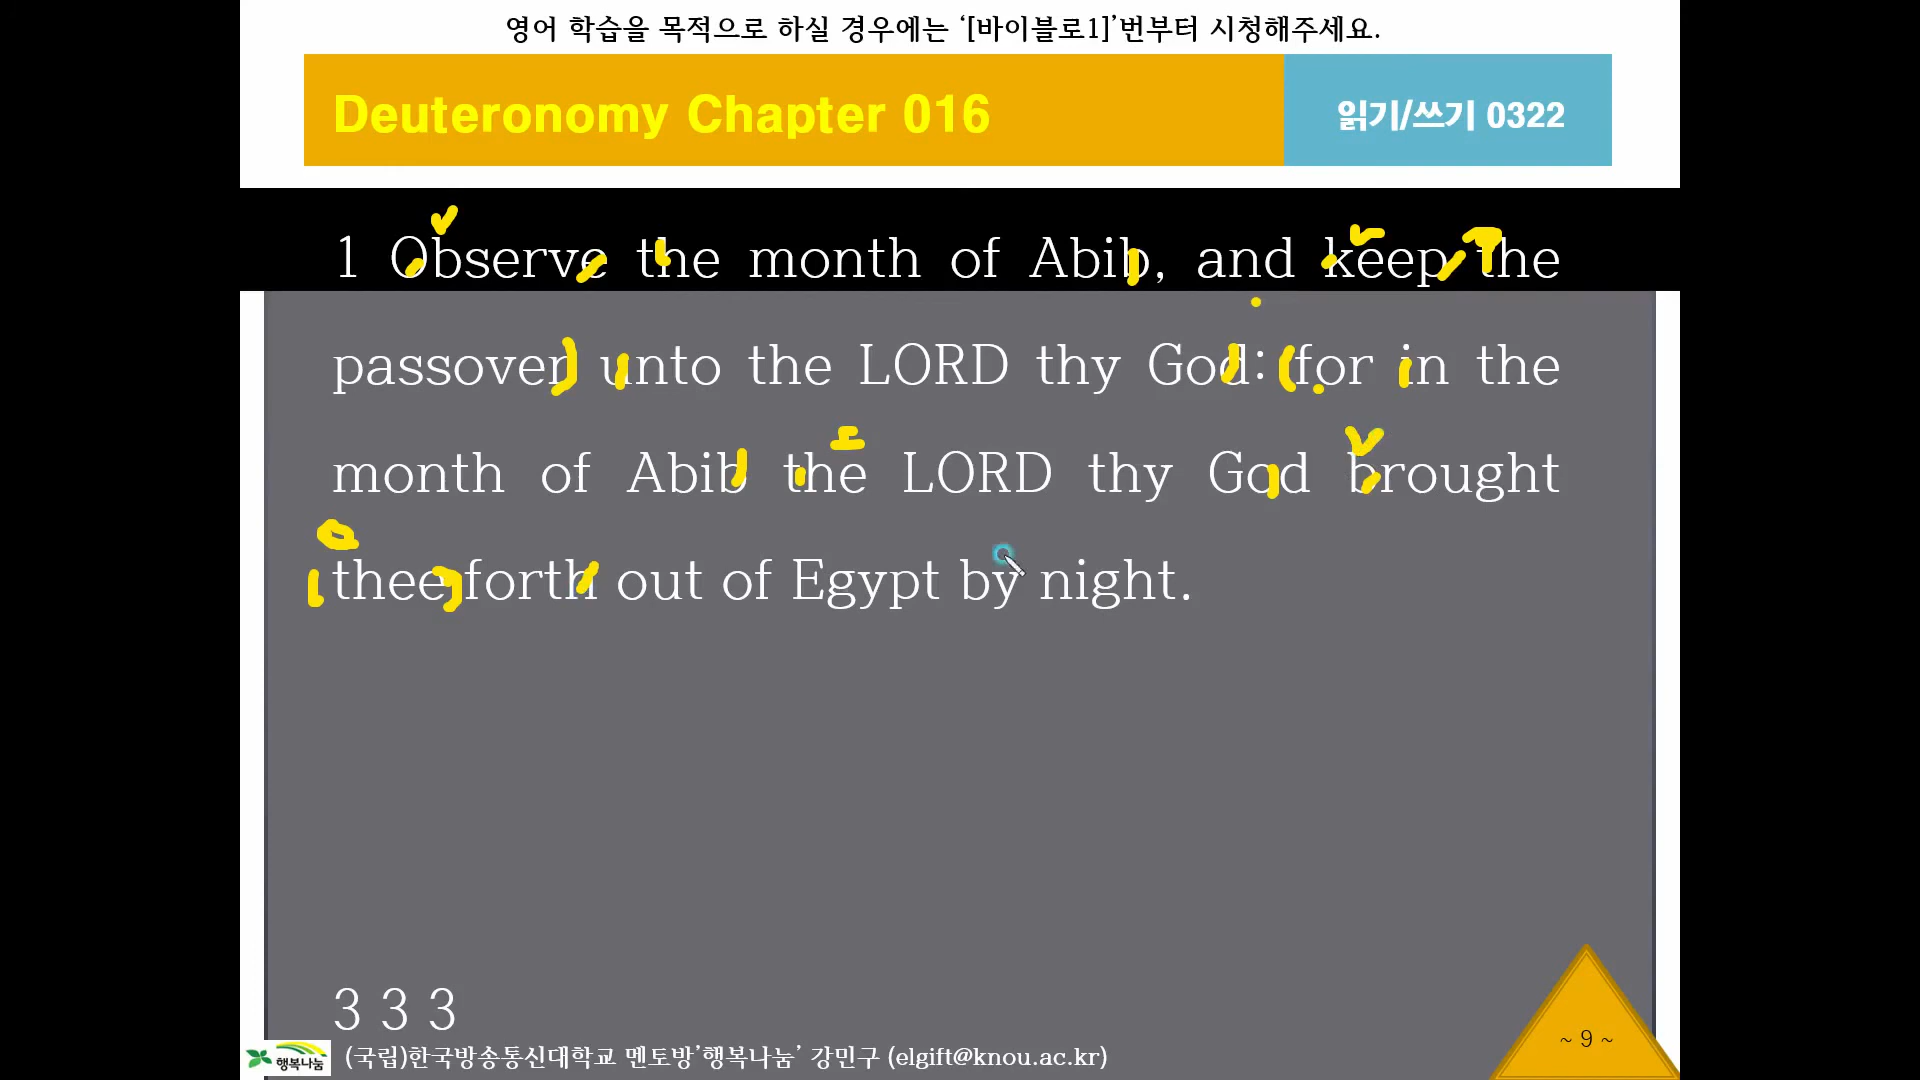 영어 학습을 목적으로 하실 경우에는 ‘[바이블로1]’번부터 시청해주세요.
Deuteronomy Chapter 016
읽기/쓰기 0322
1 Observe the month of Abib, and keep the
passover unto the LORD thy God: for in the
month of Abib the LORD thy God brought
thee forth out of Egypt by night.
3 3 3
~ 9 ~
행복나눔
(국립)한국방송통신대학교 멘토방’행복나눔’ 강민구 (elgift@knou.ac.kr)